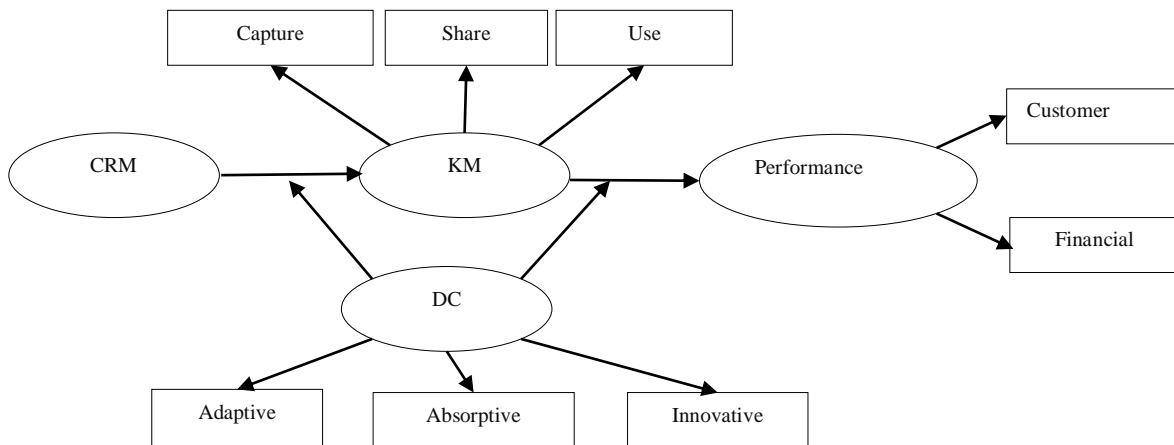 Capture
Share
Use
Customer
CRM
KM
Performance
Financial
DC
Adaptive
Absorptive
Innovative